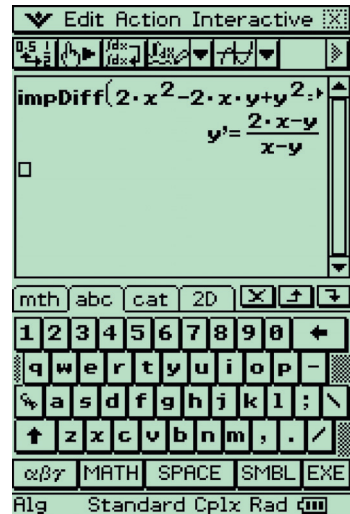 Edit Action Interactive
impDiff(2·x²-2·x·y+y²=
y'= 2·x-y
x-y
mth abc cat 2D
1 2 3 4 5 6 7 8 9 0
q w e r t y u i o p -
a s d f g h j k l ; \
z x c v b n m , . /
αβγ MATH SPACE SMBL EXE
Alg Standard Cplx Rad